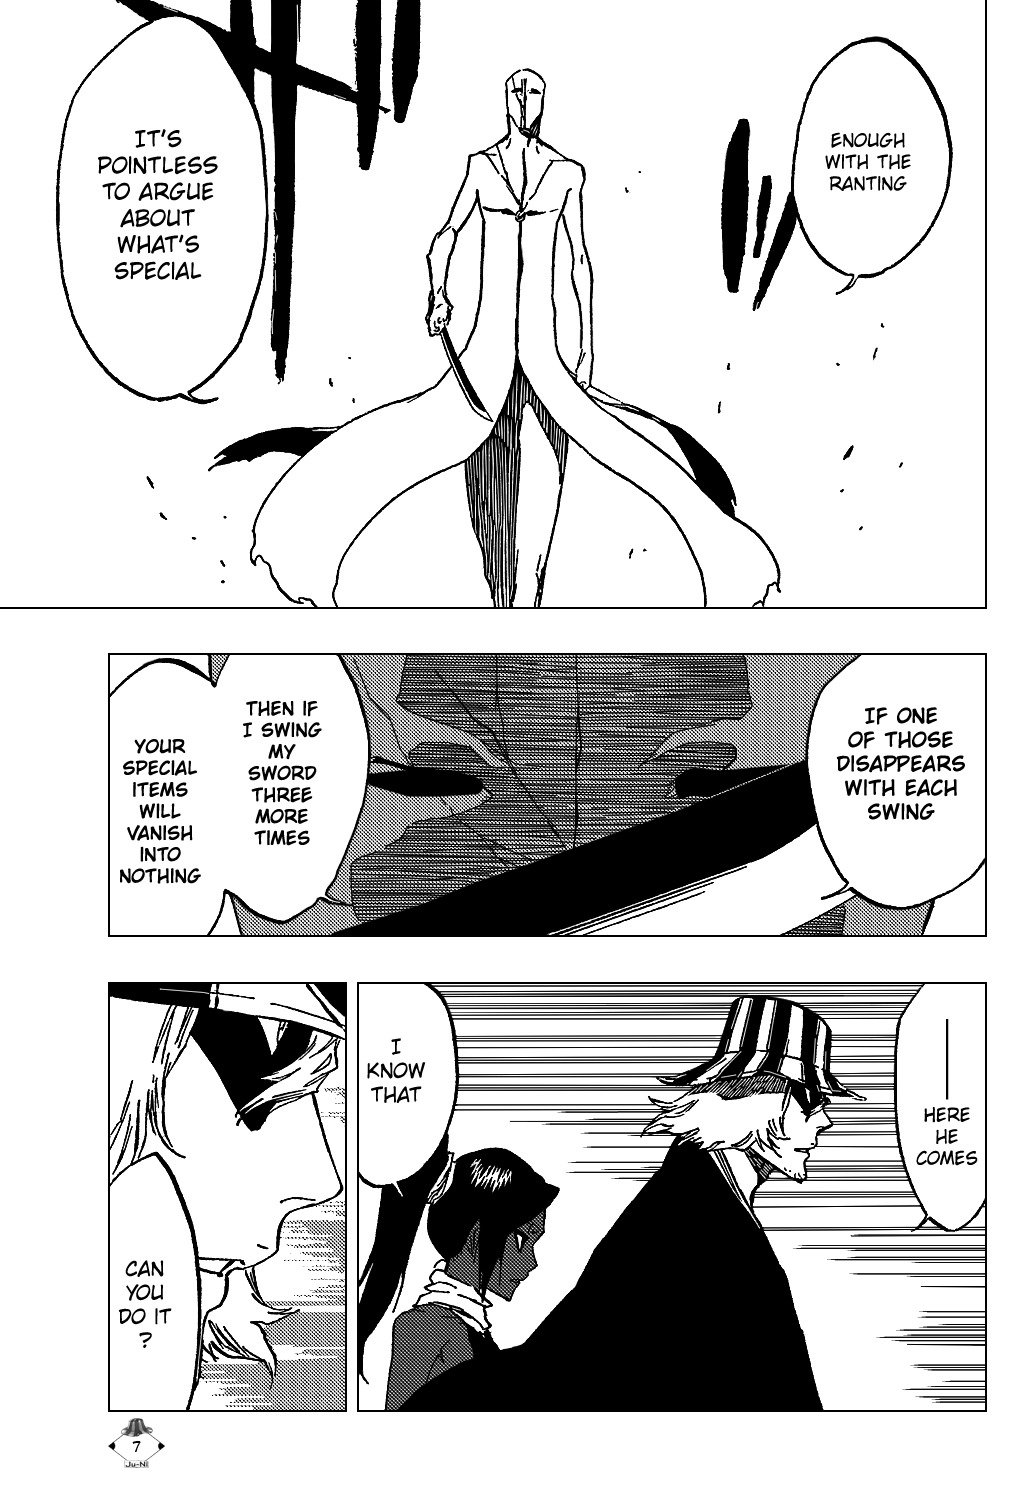 ENOUGH
WITH THE
RANTING
IT'S
POINTLESS
TO ARGUE
ABOUT
WHAT'S
SPECIAL
IF ONE
OF THOSE
DISAPPEARS
WITH EACH
SWING
THEN IF
I SWING
MY
SWORD
THREE
MORE
TIMES
YOUR
SPECIAL
ITEMS
WILL
VANISH
INTO
NOTHING
—
HERE
HE
COMES
I
KNOW
THAT
CAN
YOU
DO IT
?
7
Ju-Ni